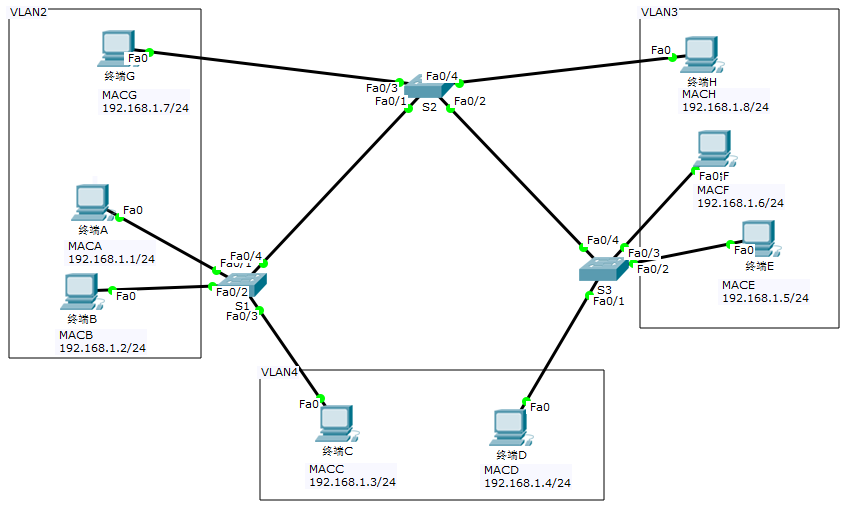 VLAN2
VLAN3
Fa0
终端G
MACG
192.168.1.7/24
Fa0/3
Fa0/4
Fa0/1
Fa0/2
S2
Fa0
终端H
MACH
192.168.1.8/24
Fa0
终端A
MACA
192.168.1.1/24
Fa0
终端B
MACB
192.168.1.2/24
Fa0/4
Fa0/1
Fa0/2
S1
Fa0/3
Fa0
F
MACF
192.168.1.6/24
Fa0/4
Fa0/3
Fa0/2
S3
Fa0/1
Fa0
终端E
MACE
192.168.1.5/24
VLAN4
Fa0
终端C
MACC
192.168.1.3/24
Fa0
终端D
MACD
192.168.1.4/24